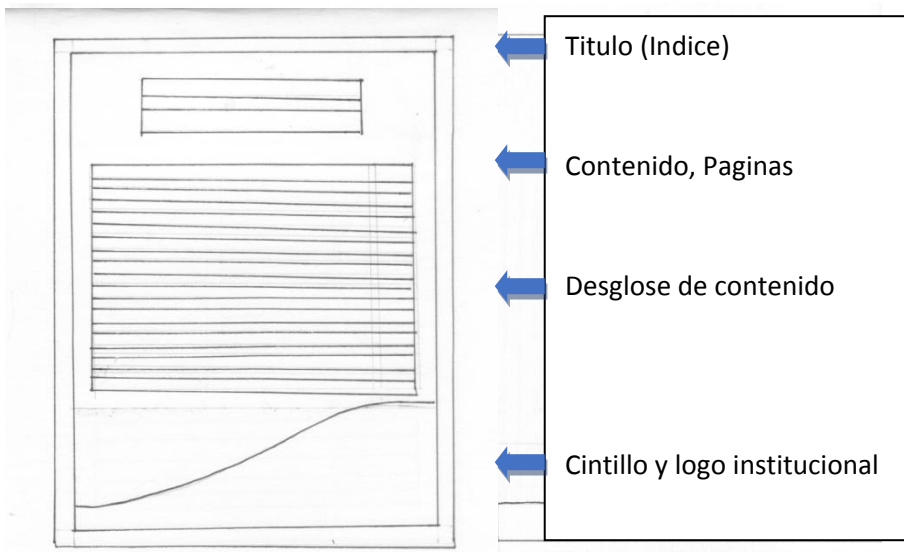 Titulo (Indice)
Contenido, Paginas
Desglose de contenido
Cintillo y logo institucional